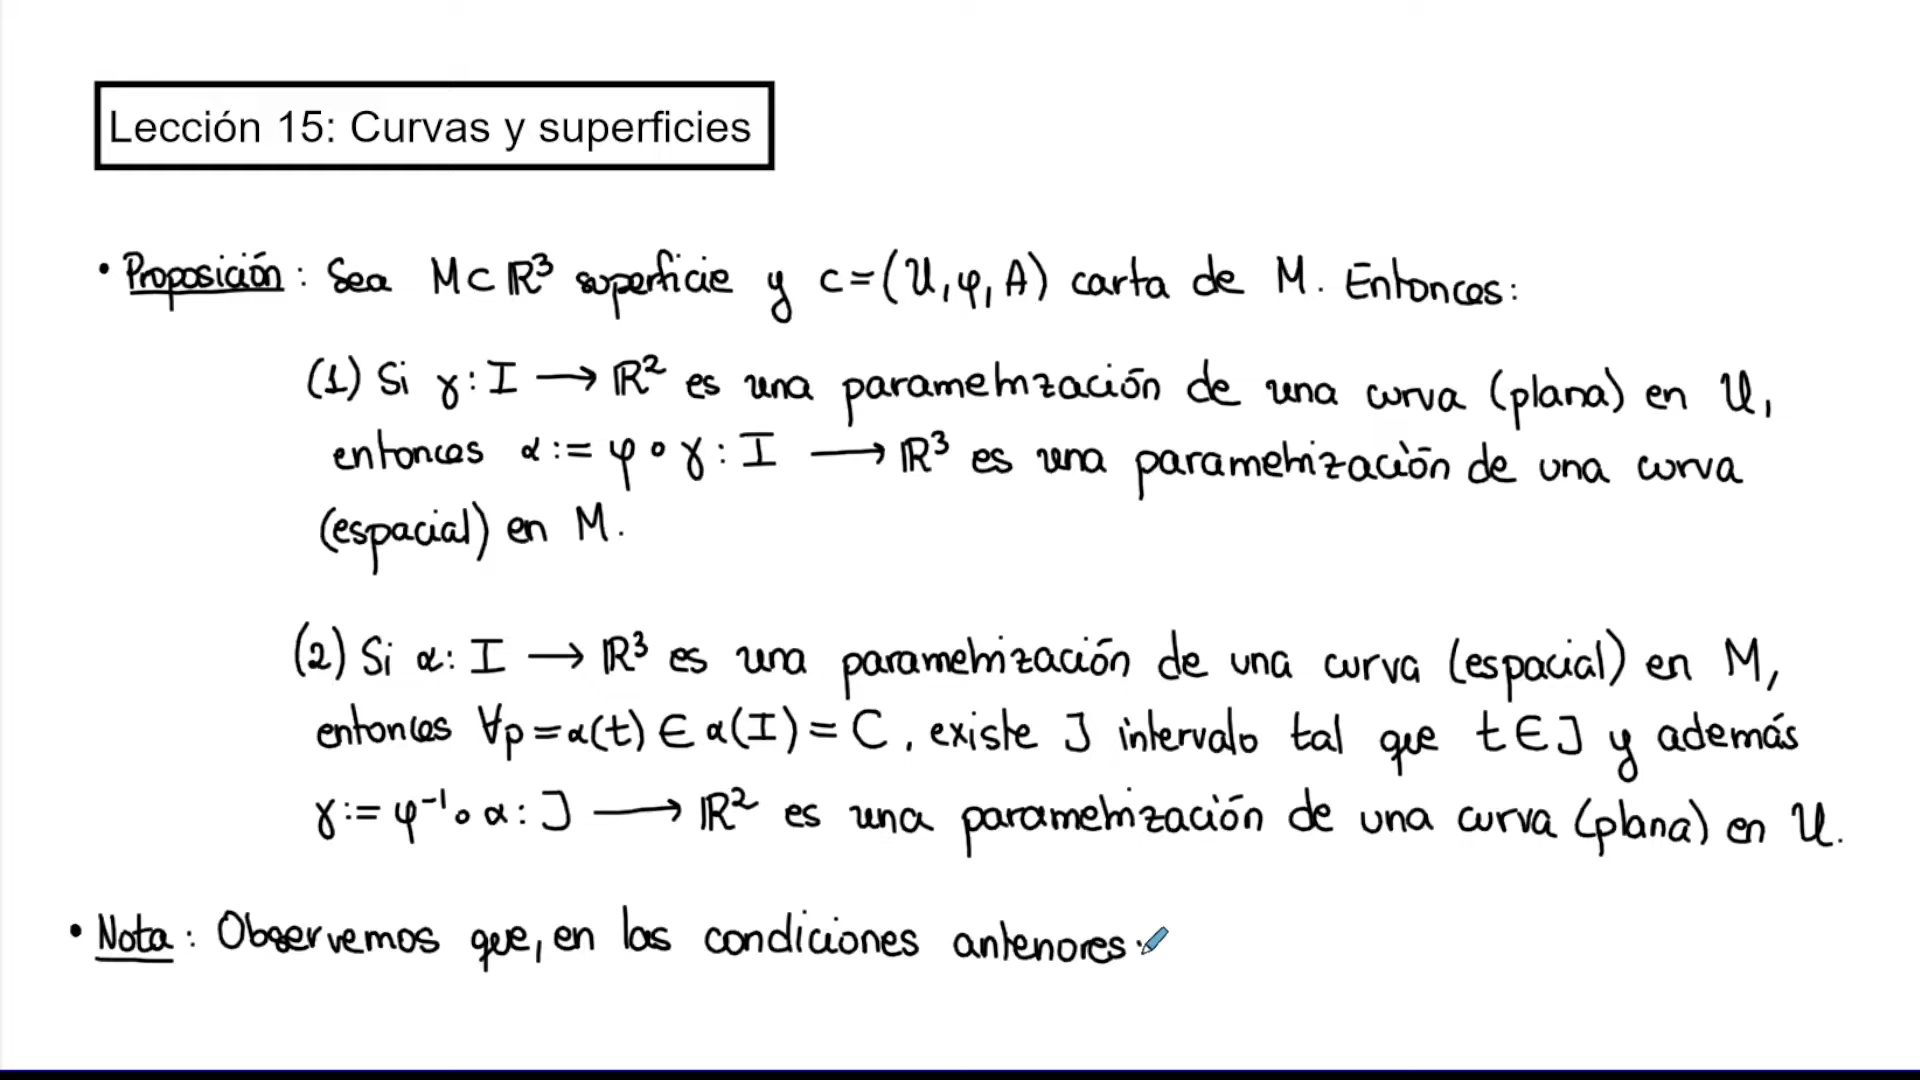 Lección 15: Curvas y superficies
• Proposición: Sea M⊂ℝ³ superficie y c=(U,φ,A) carta de M. Entonces:
(1) Si γ: I ⟶ ℝ² es una parametrización de una curva (plana) en U,
entonces α:= φ∘γ: I ⟶ ℝ³ es una parametrización de una curva
(espacial) en M.
(2) Si α: I ⟶ ℝ³ es una parametrización de una curva (espacial) en M,
entonces ∀p=α(t)∈α(I)=C, existe J intervalo tal que t∈J y además
γ:= φ⁻¹∘α: J ⟶ ℝ² es una parametrización de una curva (plana) en U.
• Nota: Observemos que, en las condiciones anteriores: